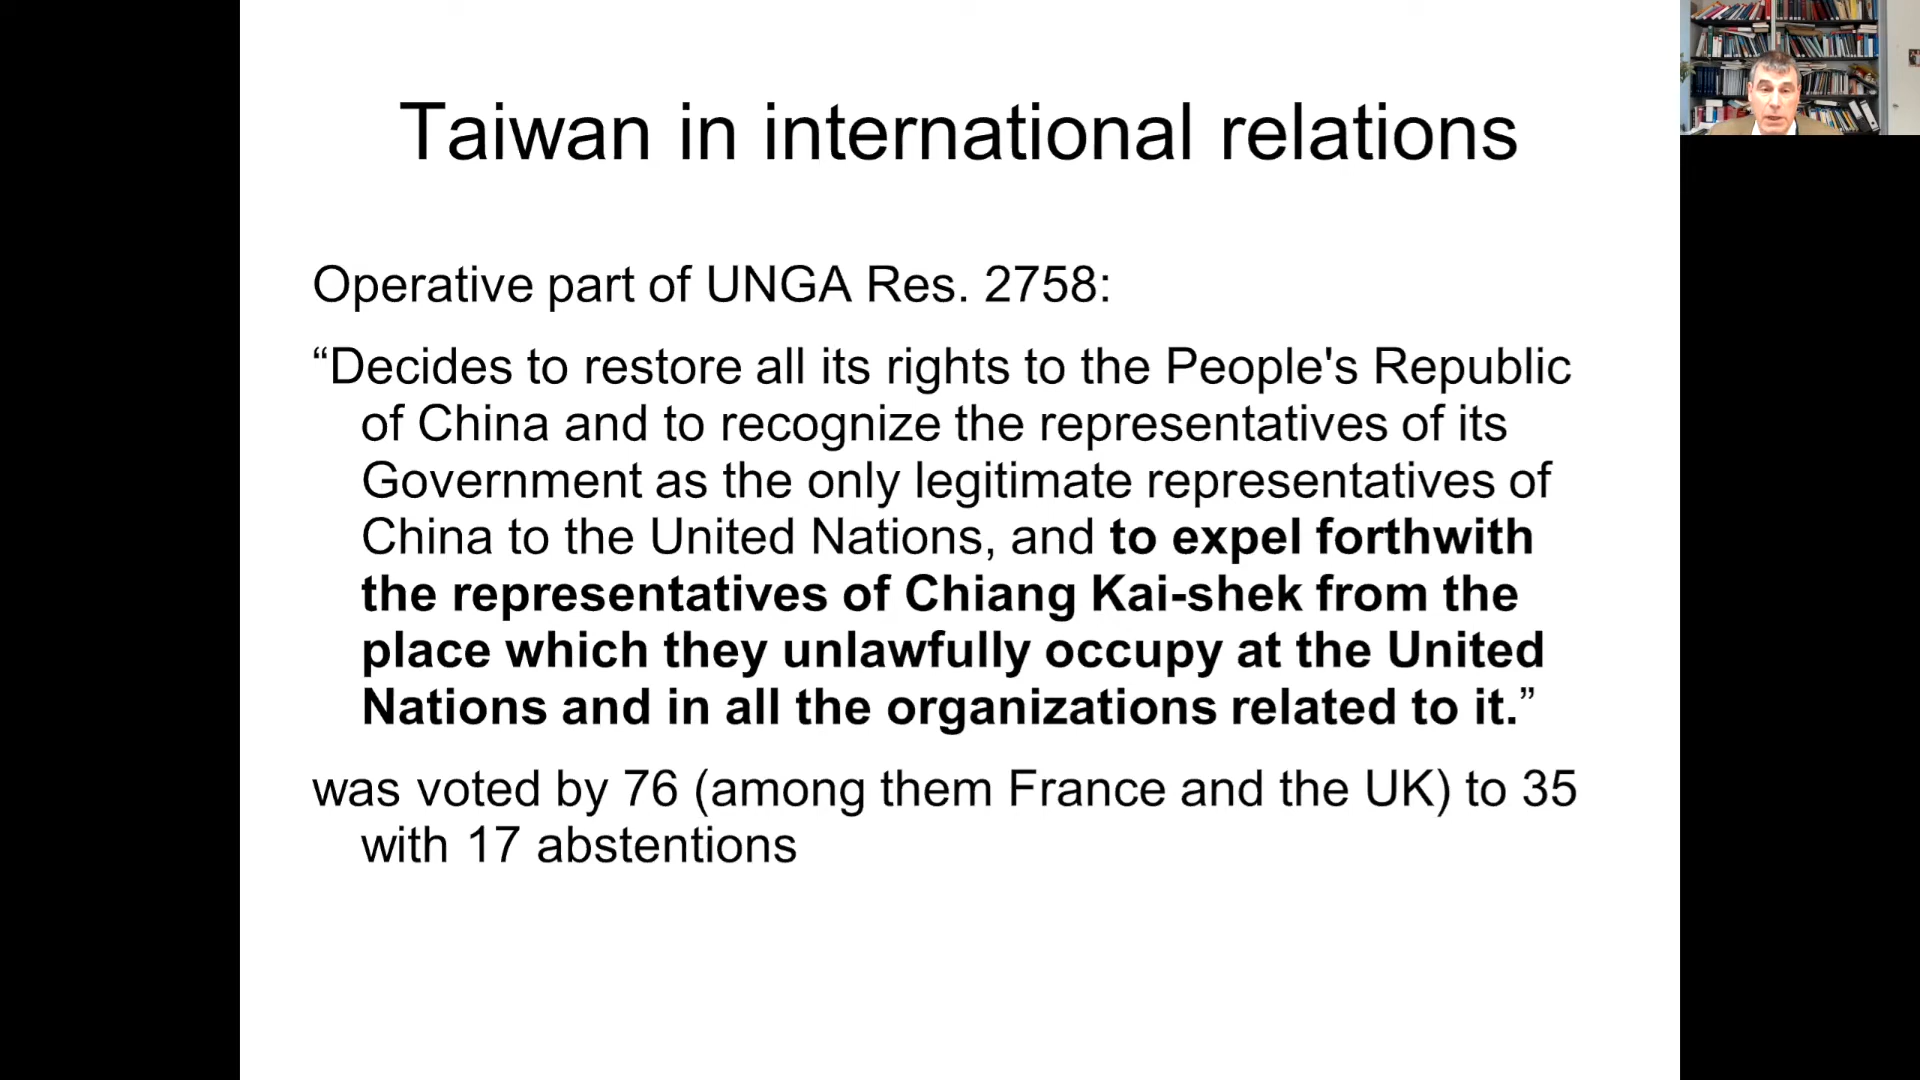 Taiwan in international relations
Operative part of UNGA Res. 2758:
“Decides to restore all its rights to the People's Republic
of China and to recognize the representatives of its
Government as the only legitimate representatives of
China to the United Nations, and to expel forthwith
the representatives of Chiang Kai-shek from the
place which they unlawfully occupy at the United
Nations and in all the organizations related to it.”
was voted by 76 (among them France and the UK) to 35
with 17 abstentions